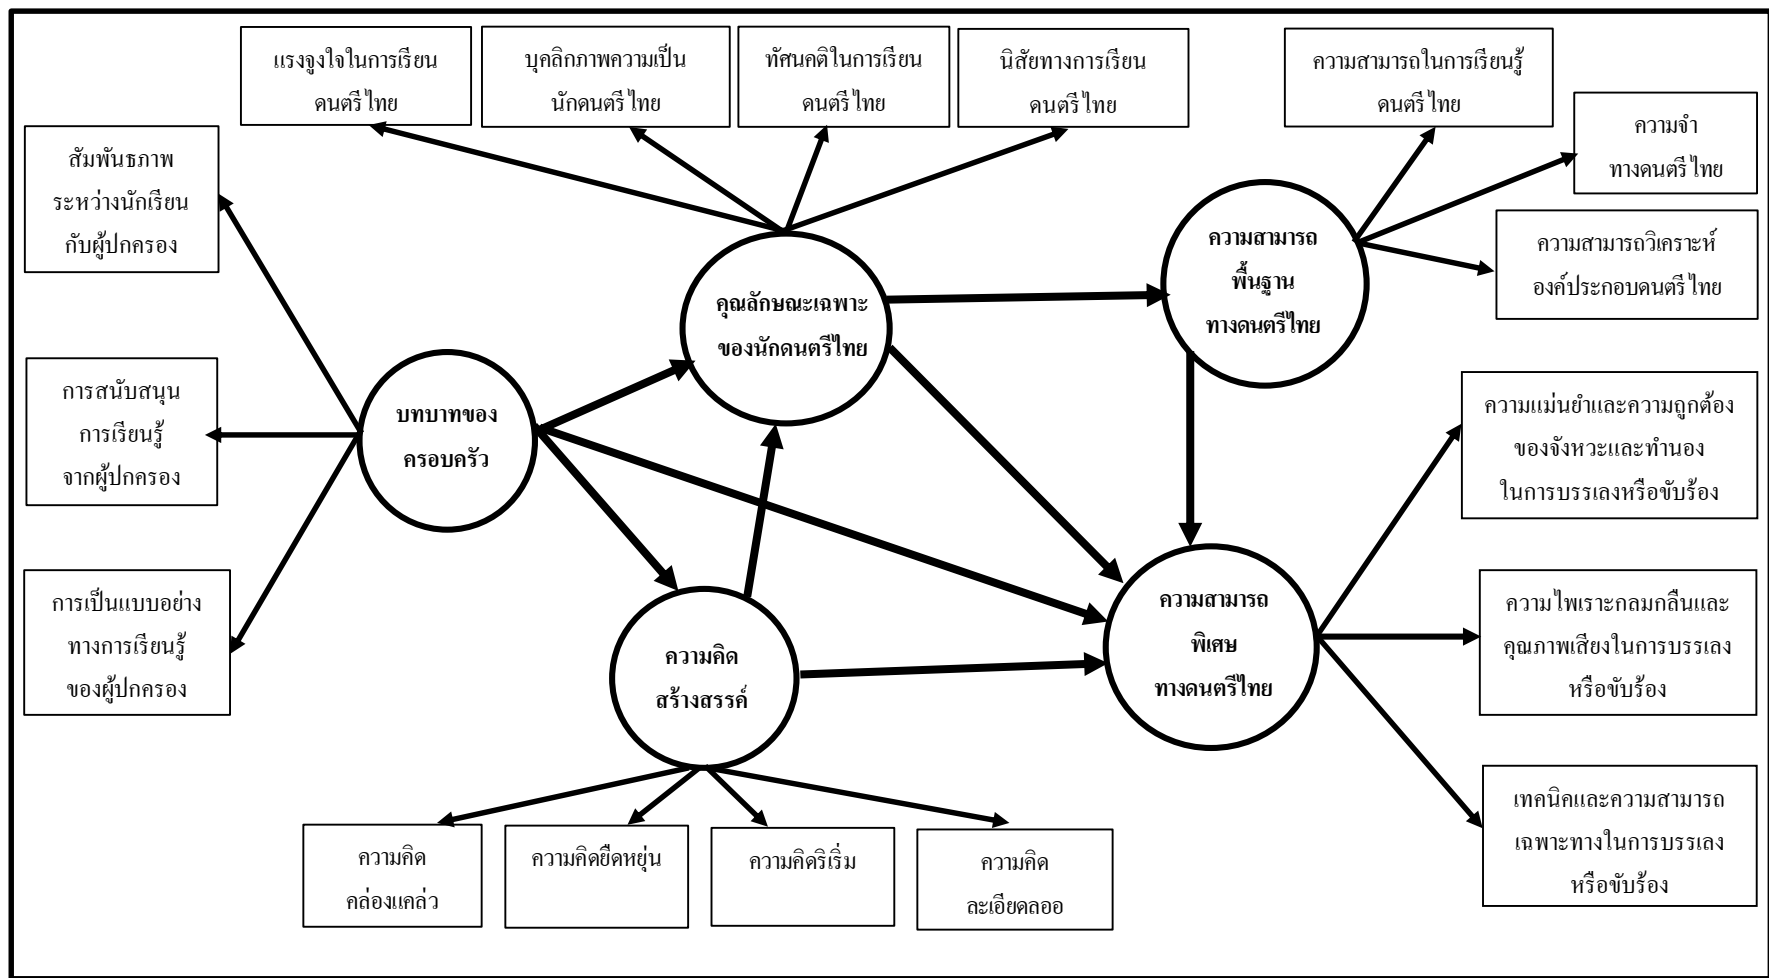 แรงจูงใจในการเรียน
ดนตรีไทย
บุคลิกภาพความเป็น
นักดนตรีไทย
ทัศนคติในการเรียน
ดนตรีไทย
นิสัยทางการเรียน
ดนตรีไทย
ความสามารถในการเรียนรู้
ดนตรีไทย
ความจำ
ทางดนตรีไทย
ความสามารถวิเคราะห์
องค์ประกอบดนตรีไทย
สัมพันธภาพ
ระหว่างนักเรียน
กับผู้ปกครอง
การสนับสนุน
การเรียนรู้
จากผู้ปกครอง
การเป็นแบบอย่าง
ทางการเรียนรู้
ของผู้ปกครอง
บทบาทของ
ครอบครัว
คุณลักษณะเฉพาะ
ของนักดนตรีไทย
ความสามารถ
พื้นฐาน
ทางดนตรีไทย
ความคิด
สร้างสรรค์
ความสามารถ
พิเศษ
ทางดนตรีไทย
ความแม่นยำและความถูกต้อง
ของจังหวะและทำนอง
ในการบรรเลงหรือขับร้อง
ความไพเราะกลมกลืนและ
คุณภาพเสียงในการบรรเลง
หรือขับร้อง
เทคนิคและความสามารถ
เฉพาะทางในการบรรเลง
หรือขับร้อง
ความคิด
คล่องแคล่ว
ความคิดยืดหยุ่น
ความคิดริเริ่ม
ความคิด
ละเอียดลออ